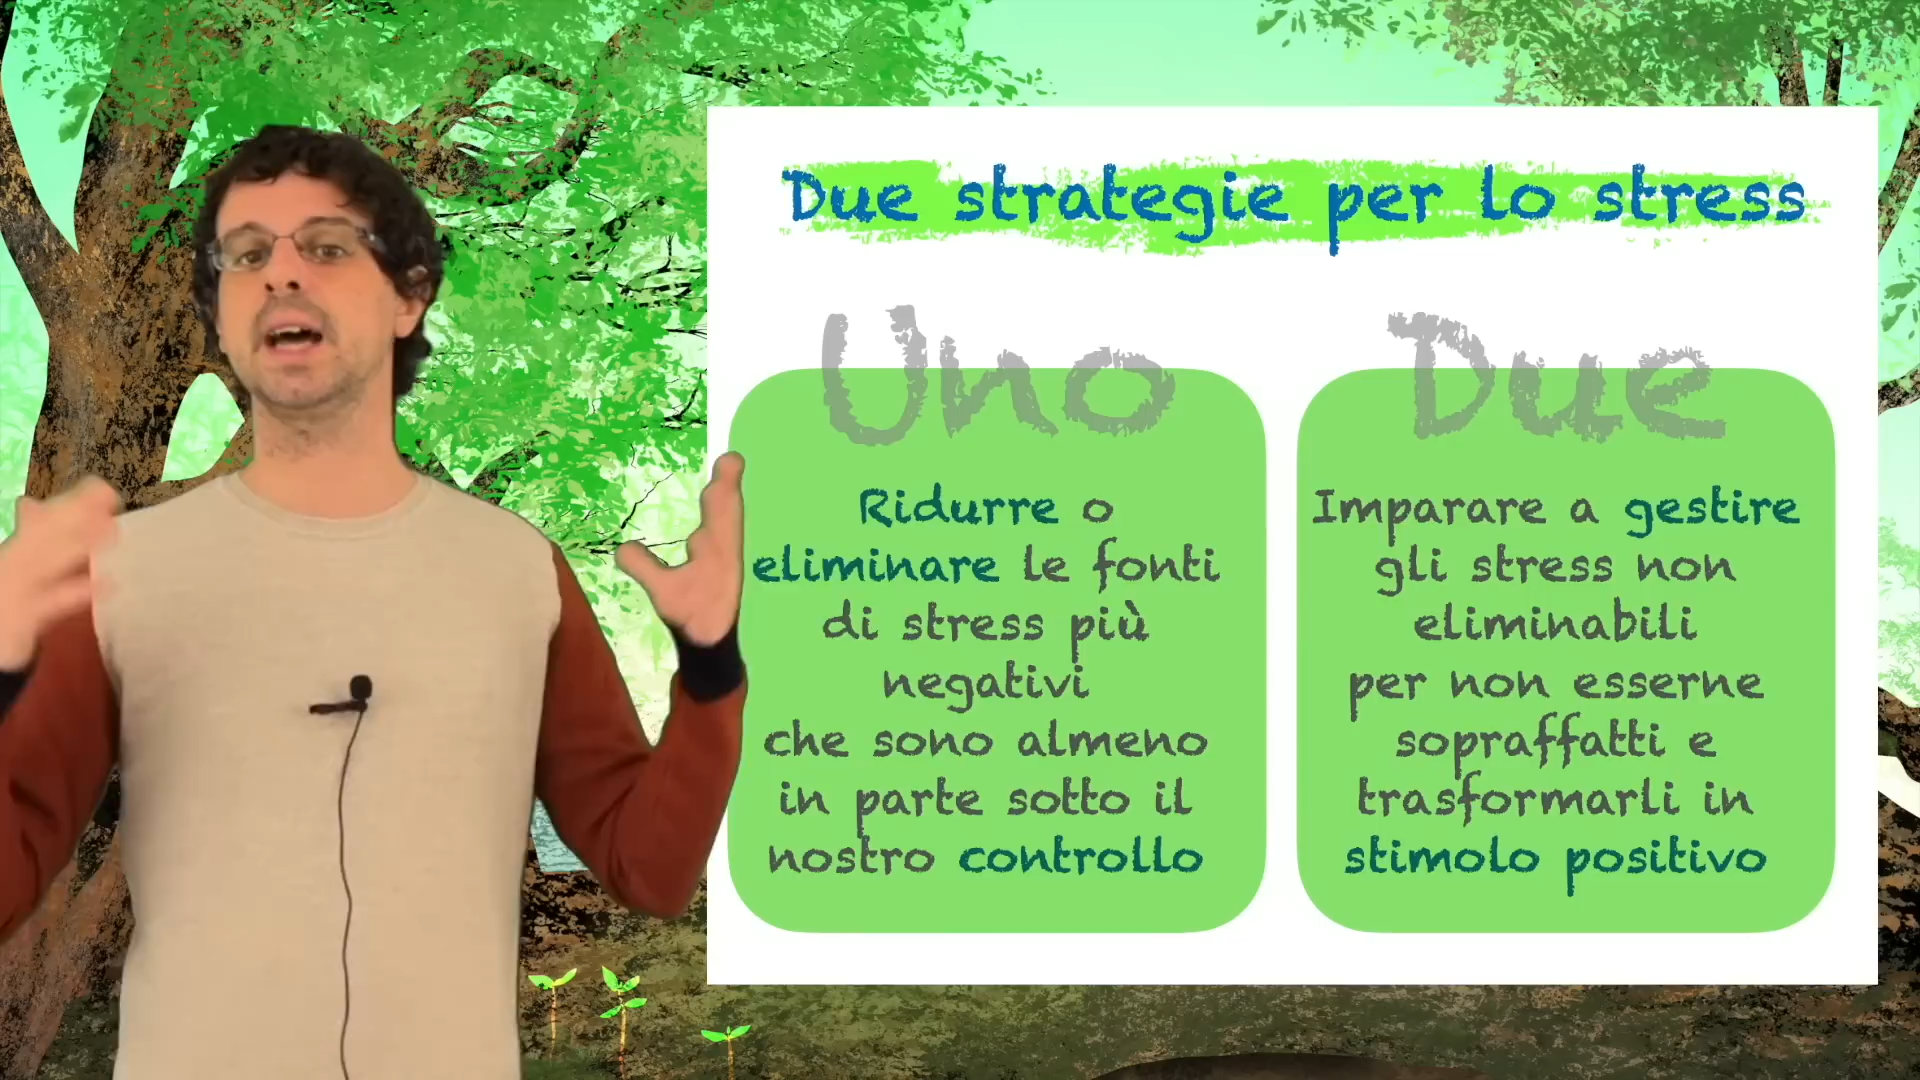 Due strategie per lo stress
Uno
Ridurre o
eliminare le fonti
di stress più
negativi
che sono almeno
in parte sotto il
nostro controllo
Due
Imparare a gestire
gli stress non
eliminabili
per non esserne
sopraffatti e
trasformarli in
stimolo positivo